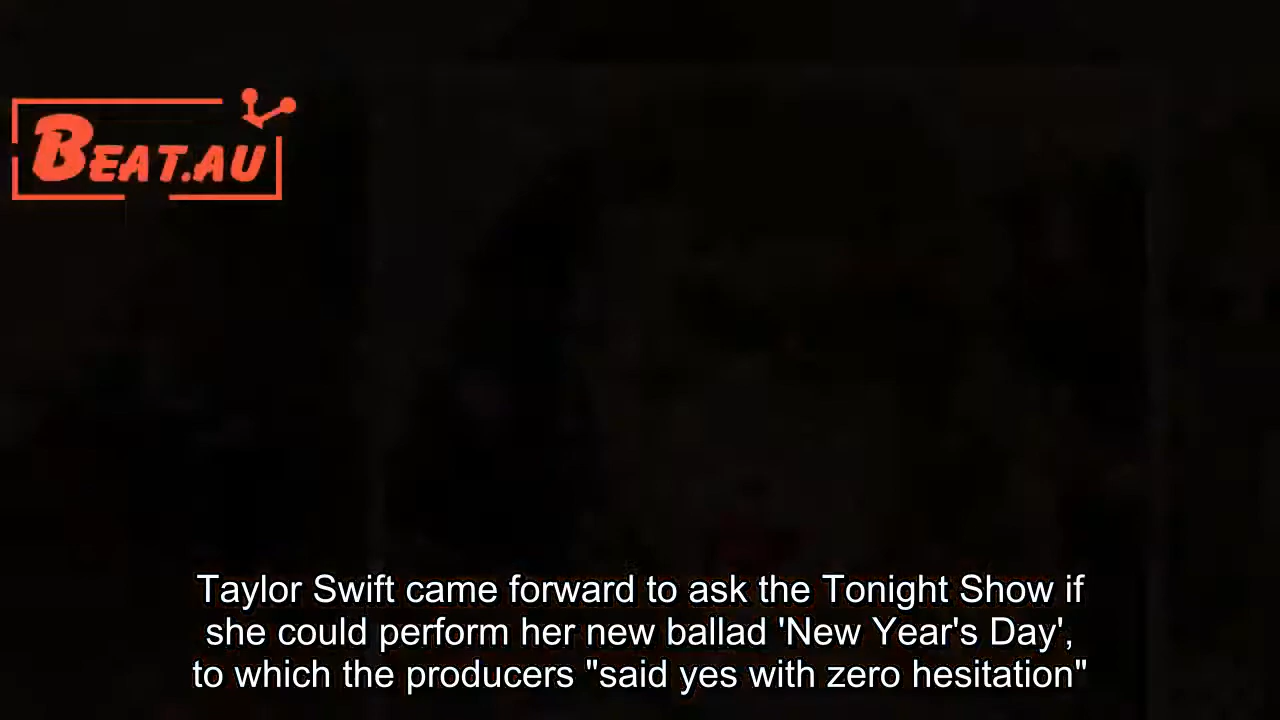 BEAT.AU
Taylor Swift came forward to ask the Tonight Show if
she could perform her new ballad 'New Year's Day',
to which the producers "said yes with zero hesitation"